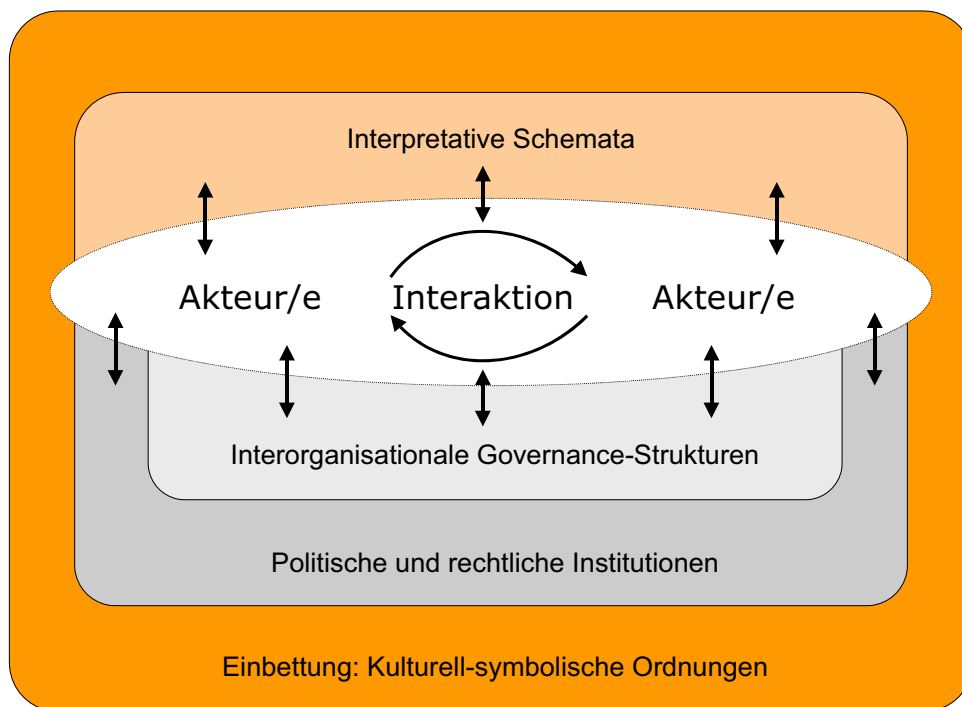 Interpretative Schemata
Akteur/e Interaktion Akteur/e
Interorganisationale Governance-Strukturen
Politische und rechtliche Institutionen
Einbettung: Kulturell-symbolische Ordnungen